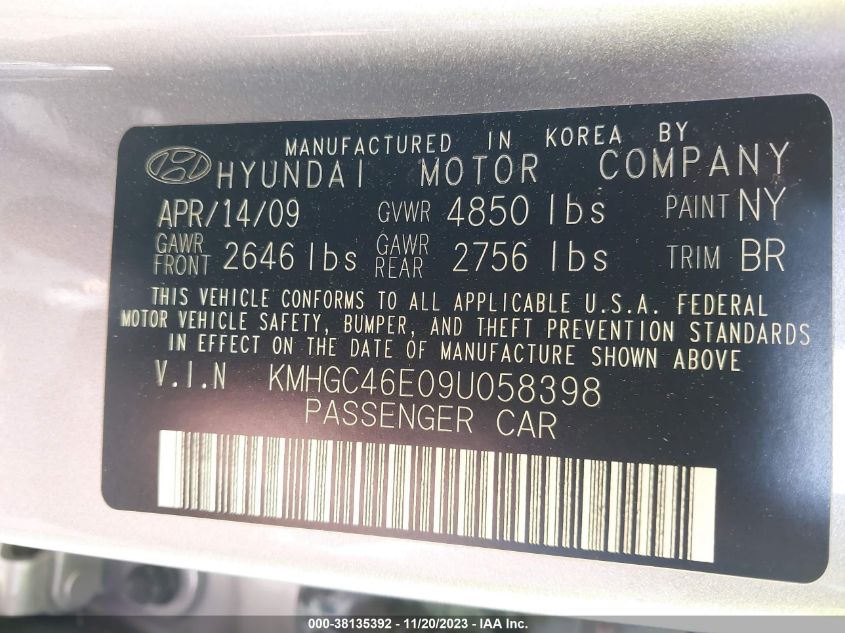 MANUFACTURED IN KOREA BY
HYUNDAI MOTOR COMPANY
APR/14/09 GVWR 4850 lbs PAINT NY
GAWR FRONT 2646 lbs GAWR REAR 2756 lbs TRIM BR
THIS VEHICLE CONFORMS TO ALL APPLICABLE U.S.A. FEDERAL
MOTOR VEHICLE SAFETY, BUMPER, AND THEFT PREVENTION STANDARDS
IN EFFECT ON THE DATE OF MANUFACTURE SHOWN ABOVE
V.I.N KMHGC46E09U058398
PASSENGER CAR
000-38135392 - 11/20/2023 - IAA Inc.